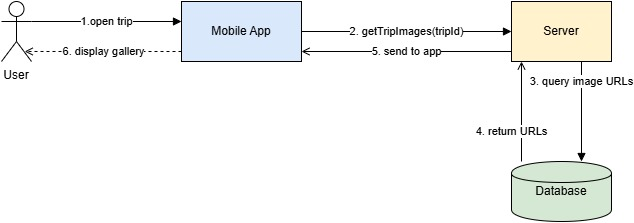 1.open trip
Mobile App
2. getTripImages(tripId)
Server
6. display gallery
5. send to app
User
3. query image URLs
4. return URLs
Database